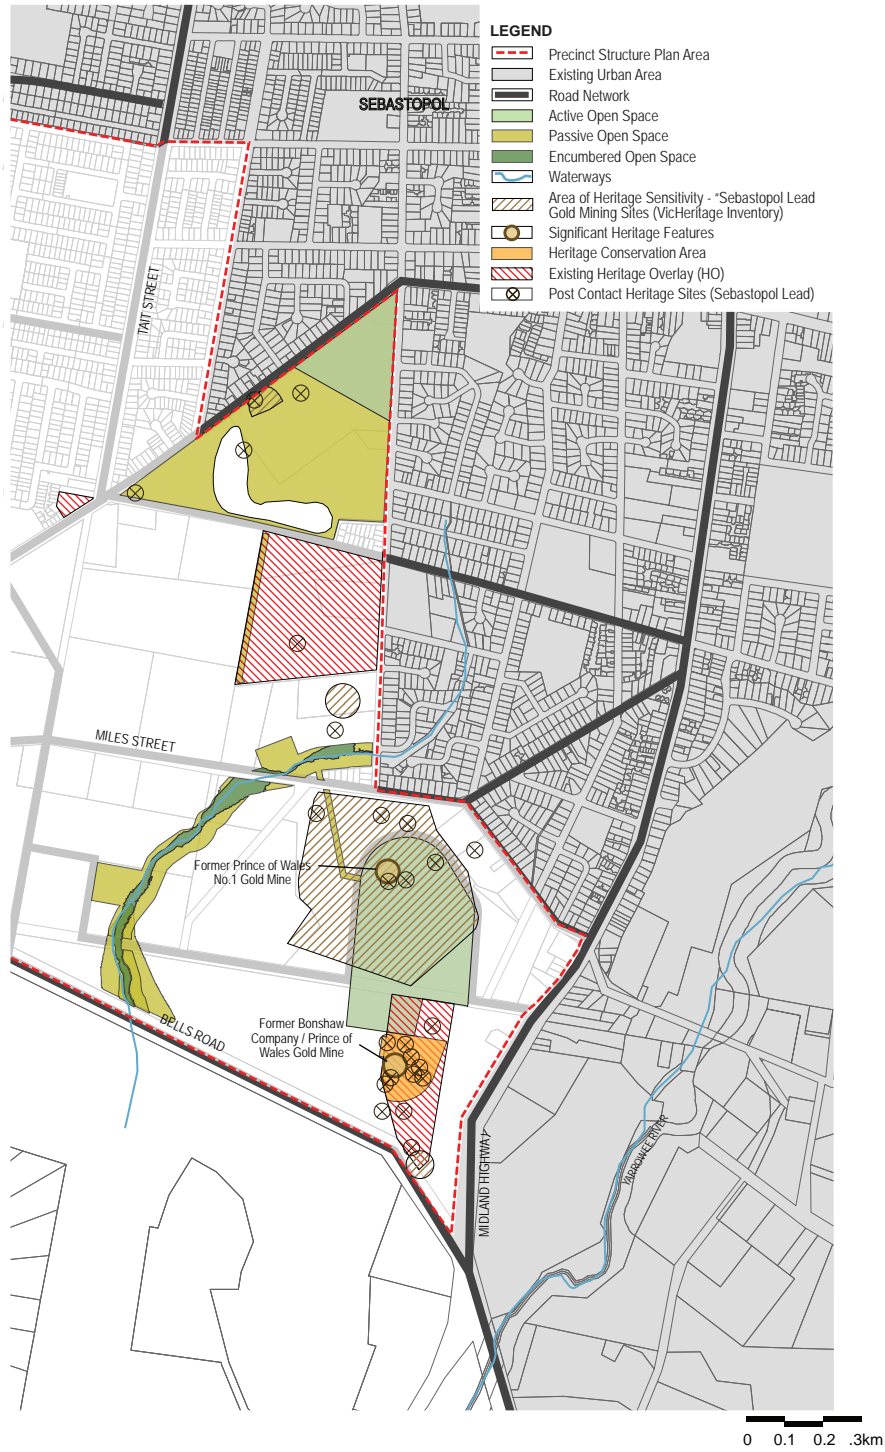 LEGEND
Precinct Structure Plan Area
Existing Urban Area
Road Network
Active Open Space
Passive Open Space
Encumbered Open Space
Waterways
Area of Heritage Sensitivity - "Sebastopol Lead
Gold Mining Sites (VicHeritage Inventory)
Significant Heritage Features
Heritage Conservation Area
Existing Heritage Overlay (HO)
Post Contact Heritage Sites (Sebastopol Lead)
SEBASTOPOL
TAIT STREET
MILES STREET
Former Prince of Wales
No.1 Gold Mine
BELLS ROAD
Former Bonshaw
Company / Prince of
Wales Gold Mine
MIDLAND HIGHWAY
YARROWEE RIVER
0 0.1 0.2 .3km